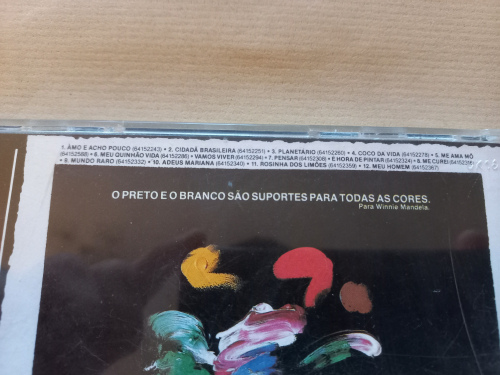 1. AMO E ACHO POUCO (64152243) • 2. CIDADÃ BRASILEIRA (64152251) • 3. PLANETÁRIO (64152260) • 4. COCO DA VIDA (64152278) • 5. ME AMA MÔ
(64152588) • 6. MEU QUINHÃO VIDA (64152286) • VAMOS VIVER (64152294) • 7. PENSAR (64152308) • E HORA DE PINTAR (64152324) • 8. ME CUREI
• 9. MUNDO RARO (64152332) • 10. ADEUS MARIANA (64152340) • 11. ROSINHA DOS LIMÕES (64152359) • 12. MEU HOMEM (64152367)
O PRETO E O BRANCO SÃO SUPORTES PARA TODAS AS CORES.
Para Winnie Mandela.